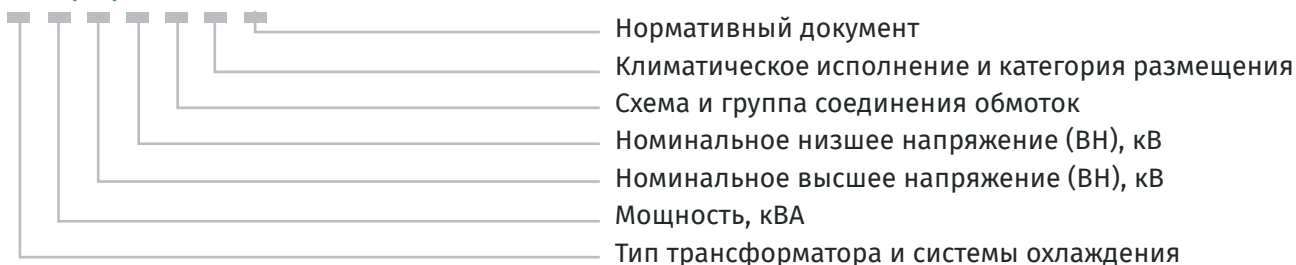 Нормативный документ
Климатическое исполнение и категория размещения
Схема и группа соединения обмоток
Номинальное низшее напряжение (ВН), кВ
Номинальное высшее напряжение (ВН), кВ
Мощность, кВА
Тип трансформатора и системы охлаждения